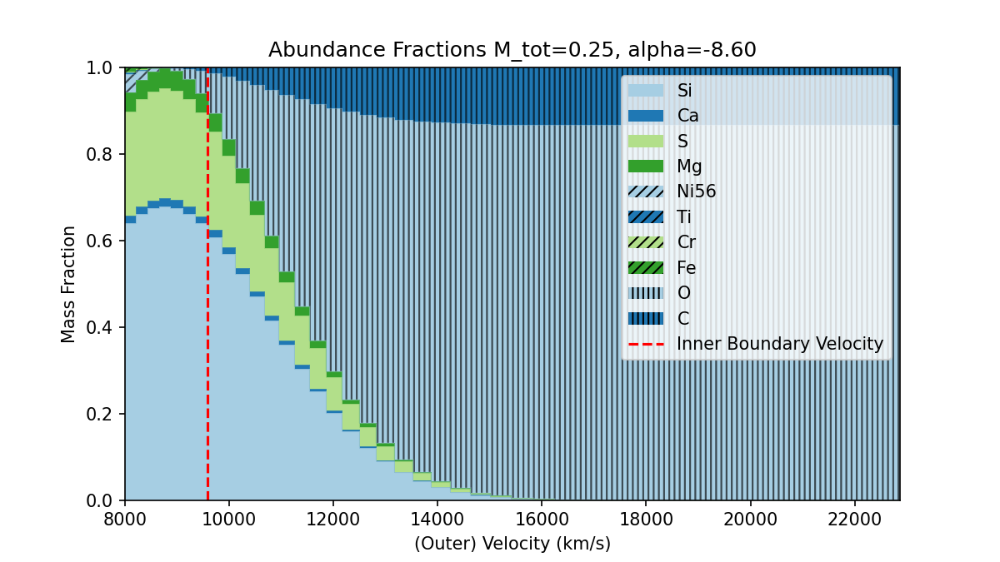 Abundance Fractions M_tot=0.25, alpha=-8.60
1.0
0.8
0.6
0.4
0.2
0.0
Mass Fraction
Si
Ca
S
Mg
Ni56
Ti
Cr
Fe
O
C
Inner Boundary Velocity
8000 10000 12000 14000 16000 18000 20000 22000
(Outer) Velocity (km/s)